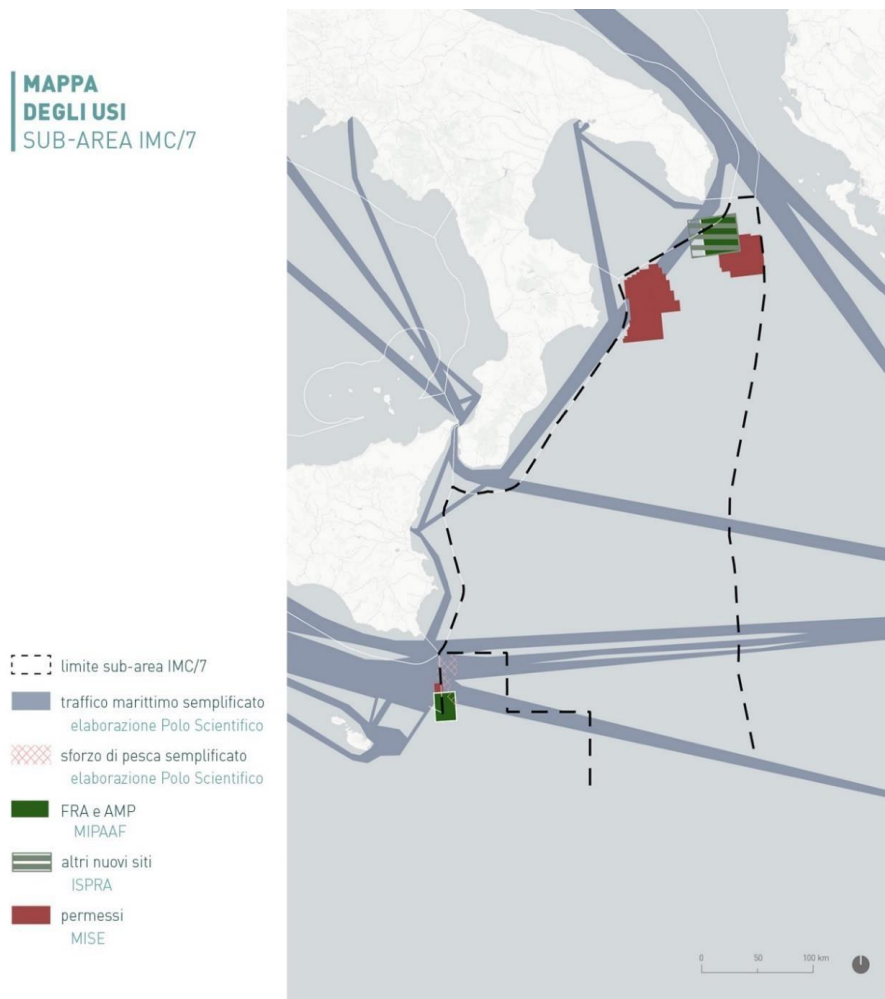 MAPPA
DEGLI USI
SUB-AREA IMC/7
limite sub-area IMC/7
traffico marittimo semplificato
elaborazione Polo Scientifico
sforzo di pesca semplificato
elaborazione Polo Scientifico
FRA e AMP
MIPAAF
altri nuovi siti
ISPRA
permessi
MISE
0 50 100 km